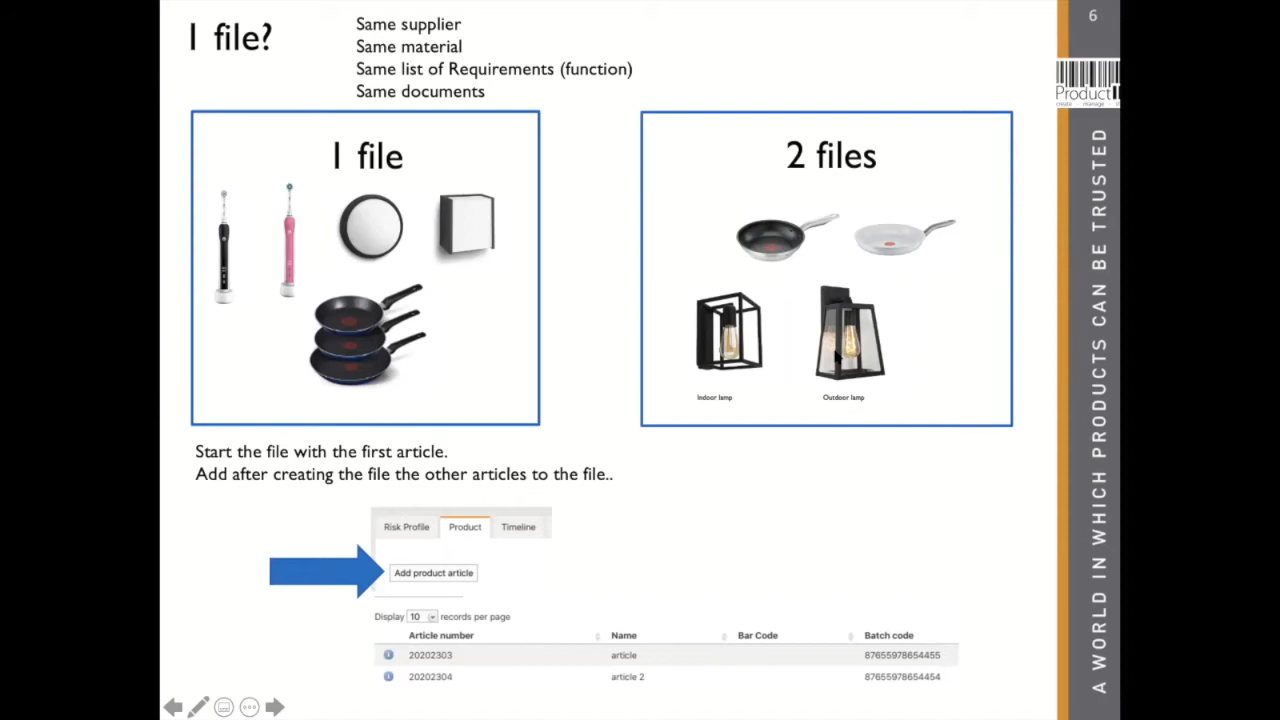 1 file?
Same supplier
Same material
Same list of Requirements (function)
Same documents
6
Product
create manage
1 file
2 files
Indoor lamp
Outdoor lamp
Start the file with the first article.
Add after creating the file the other articles to the file..
Risk Profile Product Timeline
Add product article
Display 10 records per page
Article number Name Bar Code Batch code
20202303 article 87655978654455
20202304 article 2 87655978654454
A WORLD IN WHICH PRODUCTS CAN BE TRUSTED